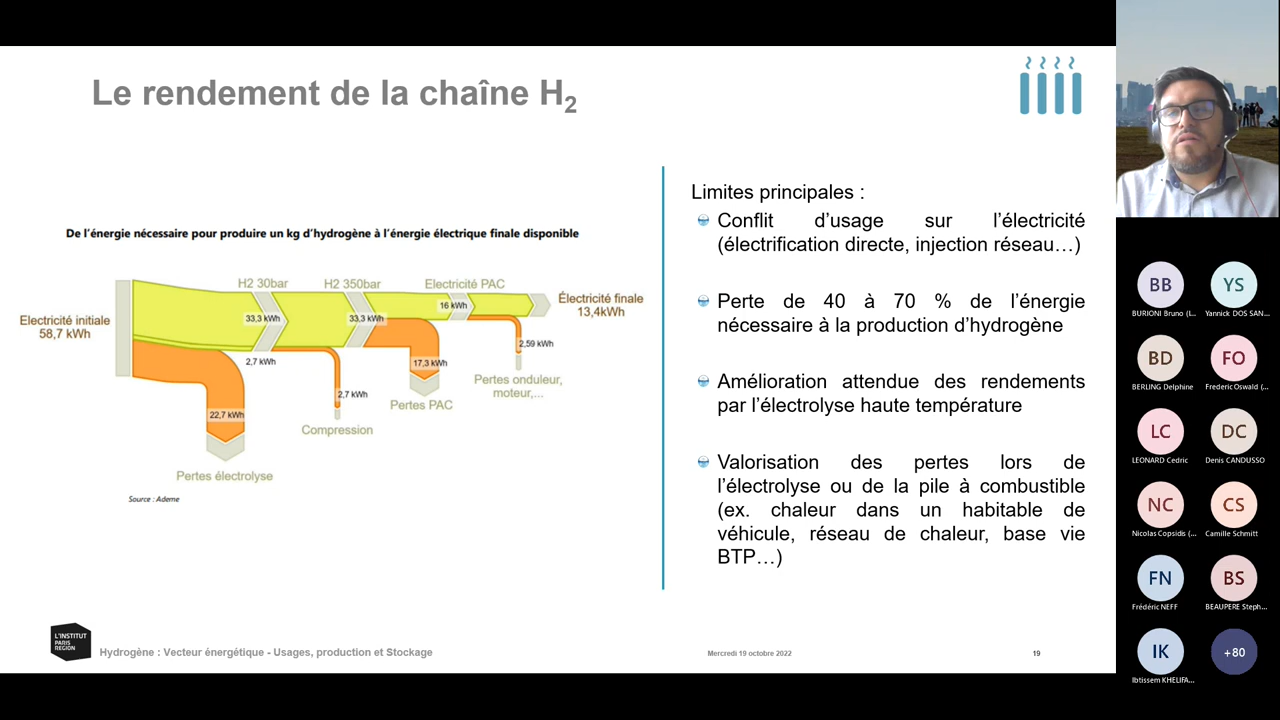 Le rendement de la chaîne H2
De l'énergie nécessaire pour produire un kg d'hydrogène à l'énergie électrique finale disponible
H2 30bar
H2 350bar
Electricité PAC
Electricité initiale
58,7 kWh
33,3 kWh
33,3 kWh
16 kWh
Électricité finale
13,4kWh
2,7 kWh
22,7 kWh
2,7 kWh
17,3 kWh
2,59 kWh
Pertes électrolyse
Compression
Pertes PAC
Pertes onduleur,
moteur,...
Source : Ademe
Limites principales :
Conflit d'usage sur l'électricité
(électrification directe, injection réseau…)
Perte de 40 à 70 % de l'énergie
nécessaire à la production d'hydrogène
Amélioration attendue des rendements
par l'électrolyse haute température
Valorisation des pertes lors de
l'électrolyse ou de la pile à combustible
(ex. chaleur dans un habitable de
véhicule, réseau de chaleur, base vie
BTP…)
L'INSTITUT
PARIS
REGION
Hydrogène : Vecteur énergétique - Usages, production et Stockage
Mercredi 19 octobre 2022
19
BB
BURIONI Bruno (L...
YS
Yannick DOS SAN...
BD
BERLING Delphine
FO
Frederic Oswald (...
LC
LEONARD Cedric
DC
Denis CANDUSSO
NC
Nicolas Copsidis (...
CS
Camille Schmitt
FN
Frédéric NEFF
BS
BEAUPERE Steph...
IK
Ibtissem KHELIFA...
+80